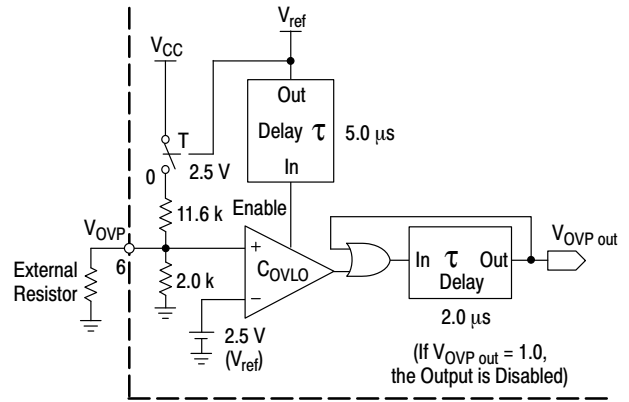 V_ref
V_CC
Out
Delay τ
In
5.0 µs
T
0
2.5 V
11.6 k
Enable
V_OVP
6
External
Resistor
2.0 k
+
–
C_OVLO
2.5 V
(V_ref)
In τ Out
Delay
2.0 µs
V_OVP out
(If V_OVP out = 1.0,
the Output is Disabled)